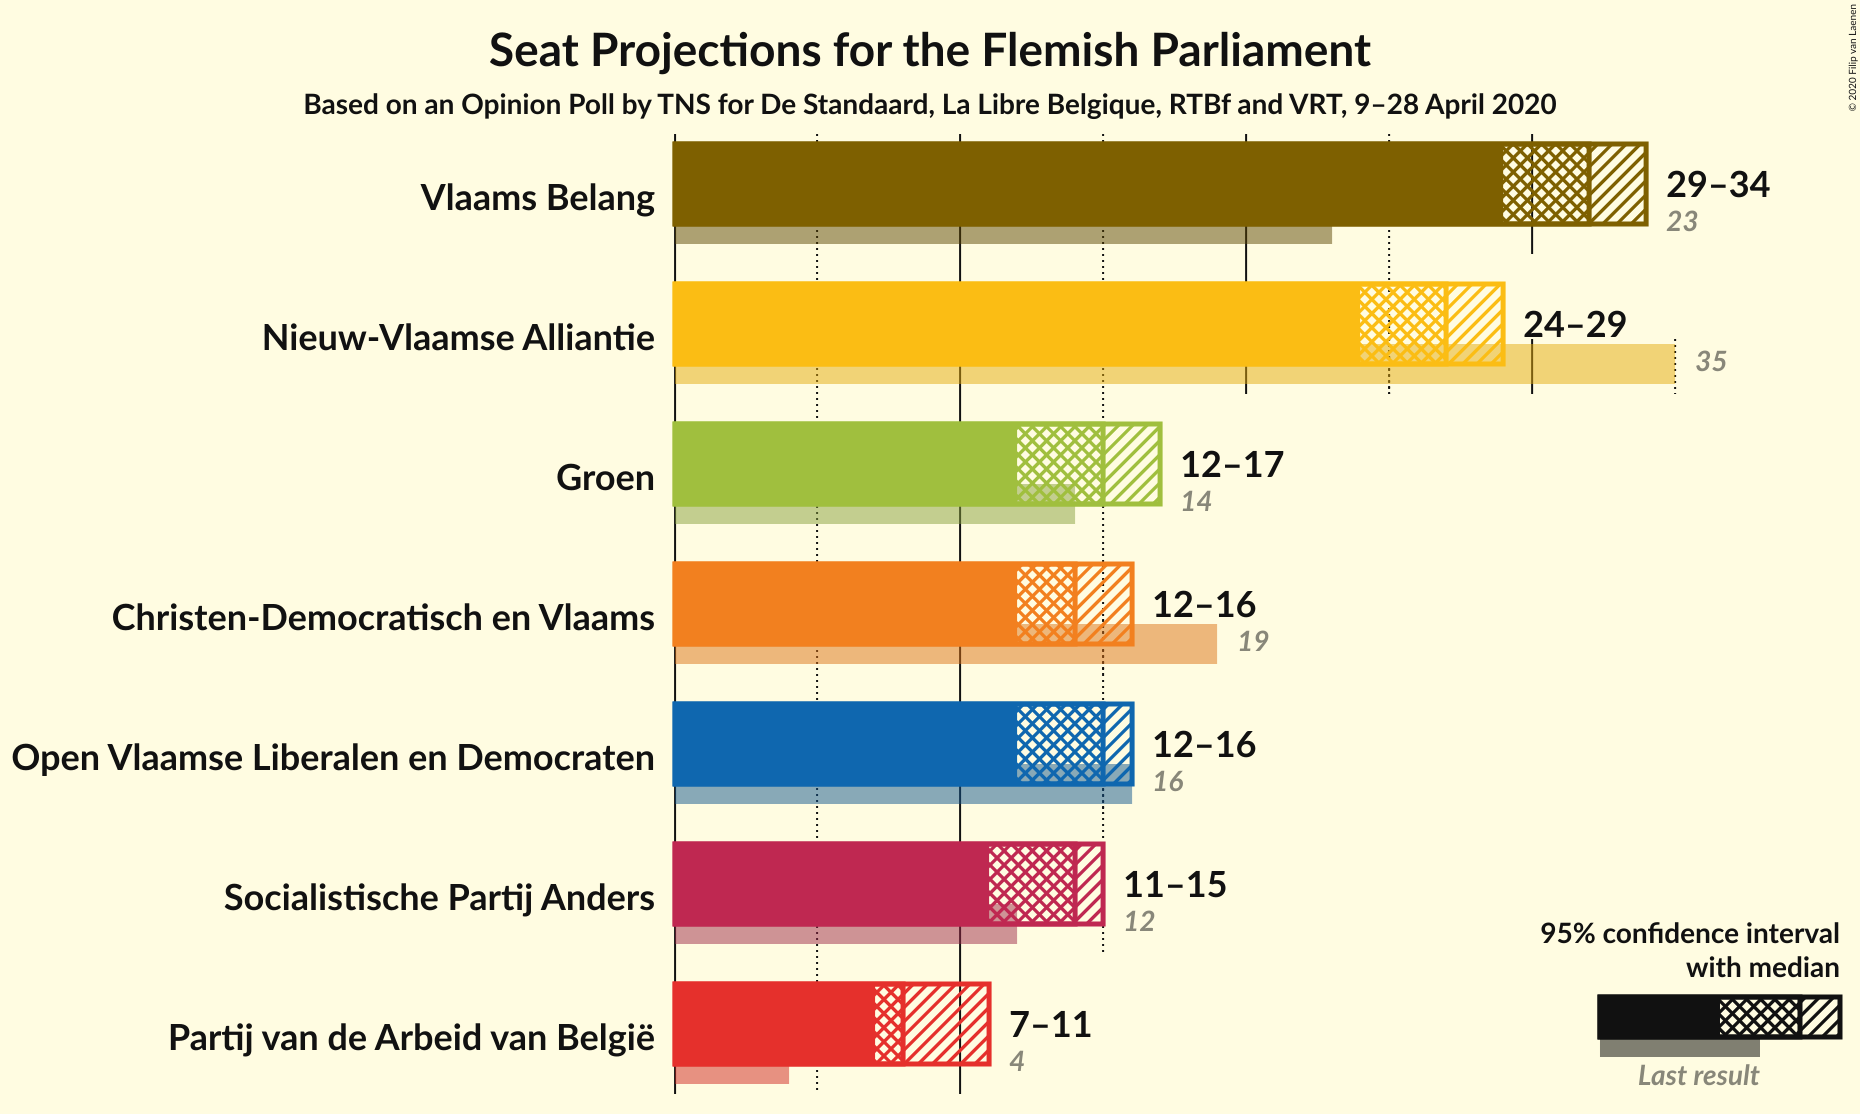 Seat Projections for the Flemish Parliament
Based on an Opinion Poll by TNS for De Standaard, La Libre Belgique, RTBf and VRT, 9–28 April 2020
© 2020 Filip van Laenen
Vlaams Belang
29–34
23
Nieuw-Vlaamse Alliantie
24–29
35
Groen
12–17
14
Christen-Democratisch en Vlaams
12–16
19
Open Vlaamse Liberalen en Democraten
12–16
16
Socialistische Partij Anders
11–15
12
Partij van de Arbeid van België
7–11
4
95% confidence interval
with median
Last result